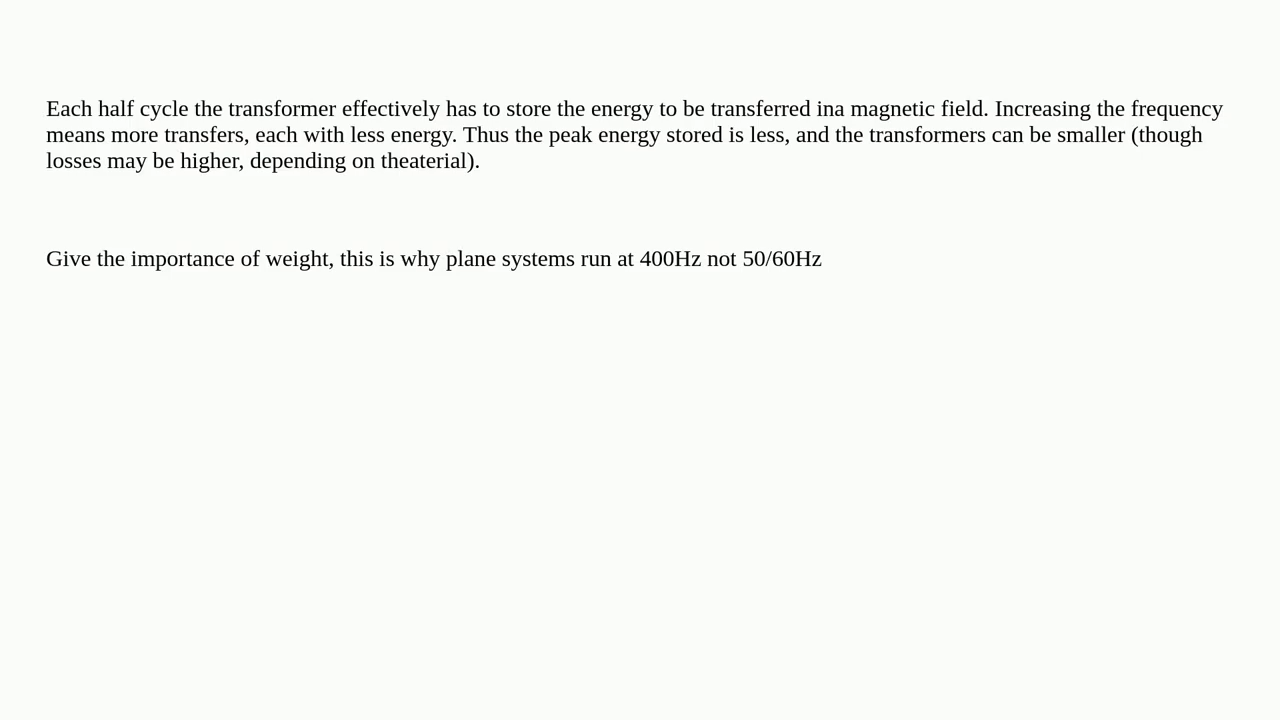 Each half cycle the transformer effectively has to store the energy to be transferred ina magnetic field. Increasing the frequency
means more transfers, each with less energy. Thus the peak energy stored is less, and the transformers can be smaller (though
losses may be higher, depending on theaterial).
Give the importance of weight, this is why plane systems run at 400Hz not 50/60Hz